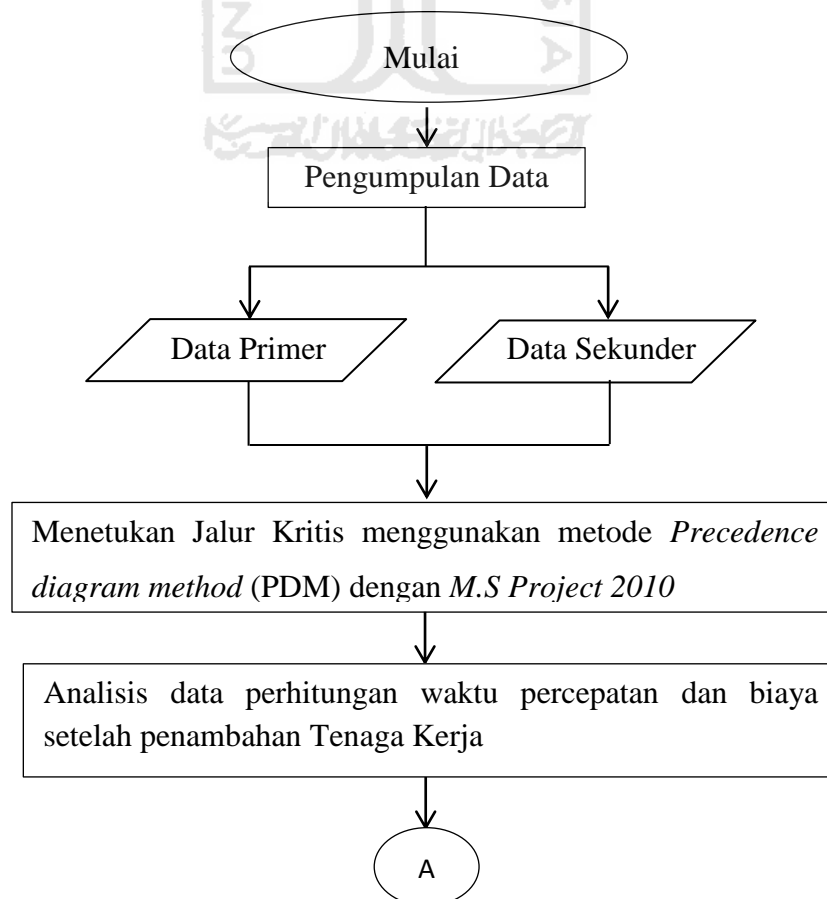 Mulai
Pengumpulan Data
Data Primer
Data Sekunder
Menetukan Jalur Kritis menggunakan metode Precedence
diagram method (PDM) dengan M.S Project 2010
Analisis data perhitungan waktu percepatan dan biaya
setelah penambahan Tenaga Kerja
A